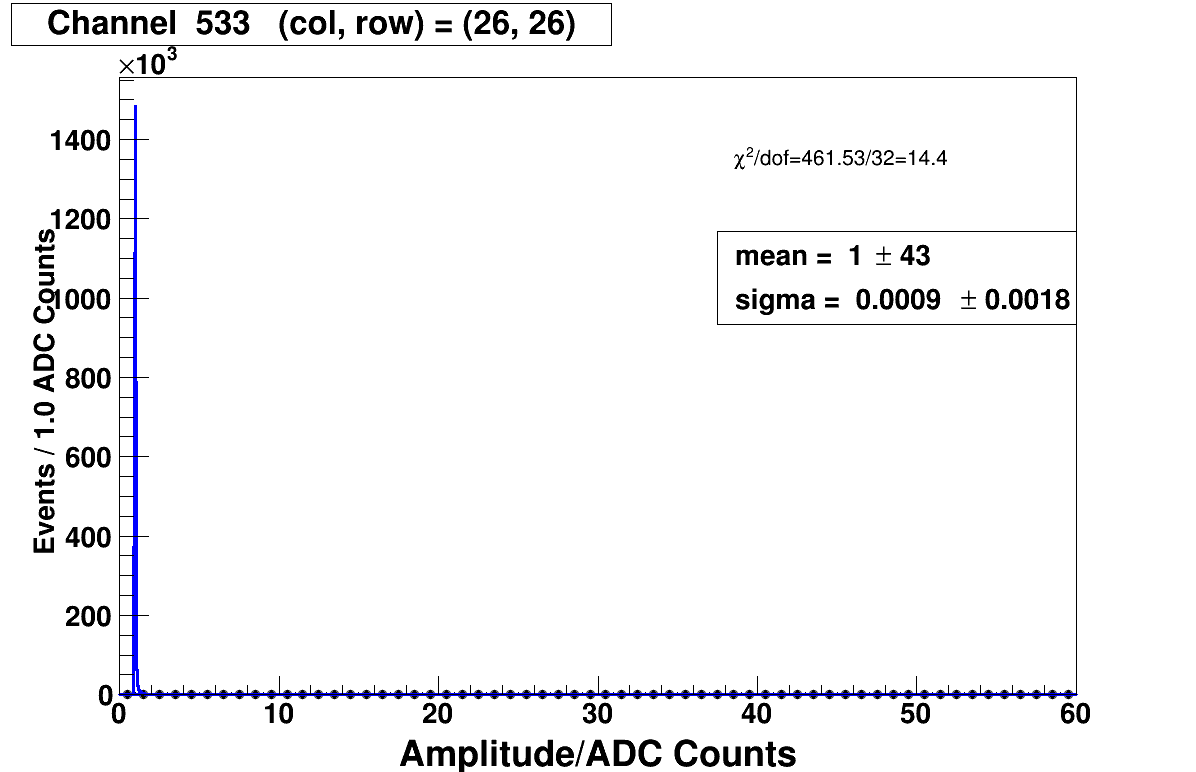 Channel 533 (col, row) = (26, 26)
×10³
1400
1200
1000
800
600
400
200
0
Events / 1.0 ADC Counts
χ²/dof=461.53/32=14.4
mean = 1 ± 43
sigma = 0.0009 ± 0.0018
0 10 20 30 40 50 60
Amplitude/ADC Counts